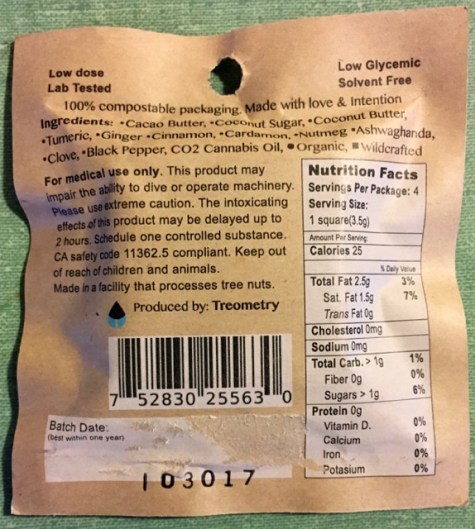 Low dose
Lab Tested
Low Glycemic
Solvent Free
100% compostable packaging. Made with love & Intention
Ingredients: •Cacao Butter, •Coconut Sugar, •Coconut Butter,
•Tumeric, •Ginger •Cinnamon, •Cardamon, •Nutmeg •Ashwaghanda,
•Clove, •Black Pepper, CO2 Cannabis Oil, •Organic, ▪Wildcrafted
For medical use only. This product may
impair the ability to dive or operate machinery.
Please use extreme caution. The intoxicating
effects of this product may be delayed up to
2 hours. Schedule one controlled substance.
CA safety code 11362.5 compliant. Keep out
of reach of children and animals.
Made in a facility that processes tree nuts.
Produced by: Treometry
7 52830 25563 0
Batch Date:
(best within one year)
103017
Nutrition Facts
Servings Per Package: 4
Serving Size:
1 square(3.5g)
Amount Per Serving
Calories 25
% Daily Value
Total Fat 2.5g 3%
Sat. Fat 1.5g 7%
Trans Fat 0g
Cholesterol 0mg
Sodium 0mg
Total Carb. > 1g 1%
Fiber 0g 0%
Sugars > 1g 6%
Protein 0g
Vitamin D. 0%
Calcium 0%
Iron 0%
Potasium 0%